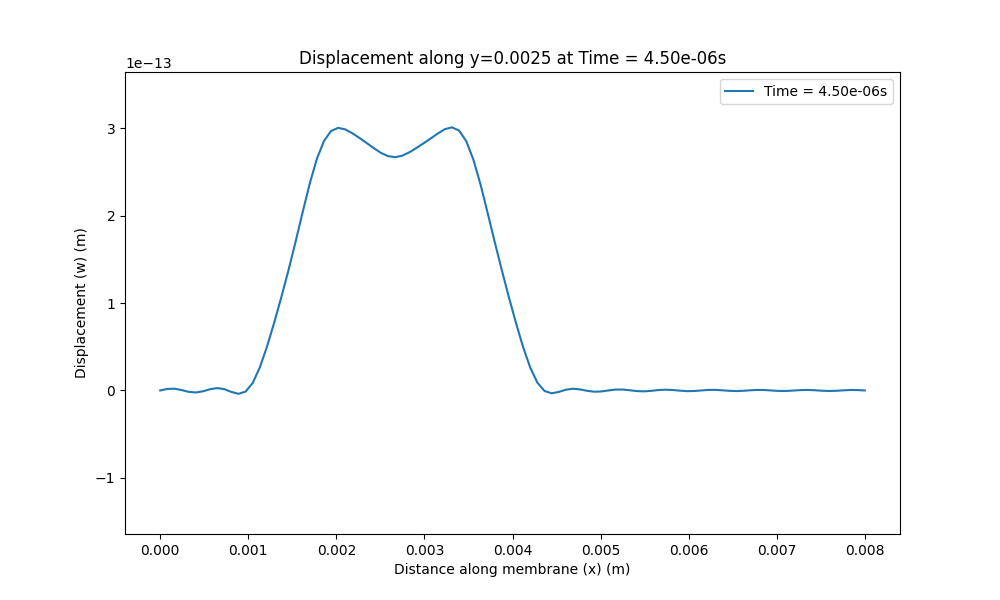 Displacement along y=0.0025 at Time = 4.50e-06s
1e−13
Time = 4.50e-06s
3
2
1
0
−1
Displacement (w) (m)
0.000 0.001 0.002 0.003 0.004 0.005 0.006 0.007 0.008
Distance along membrane (x) (m)